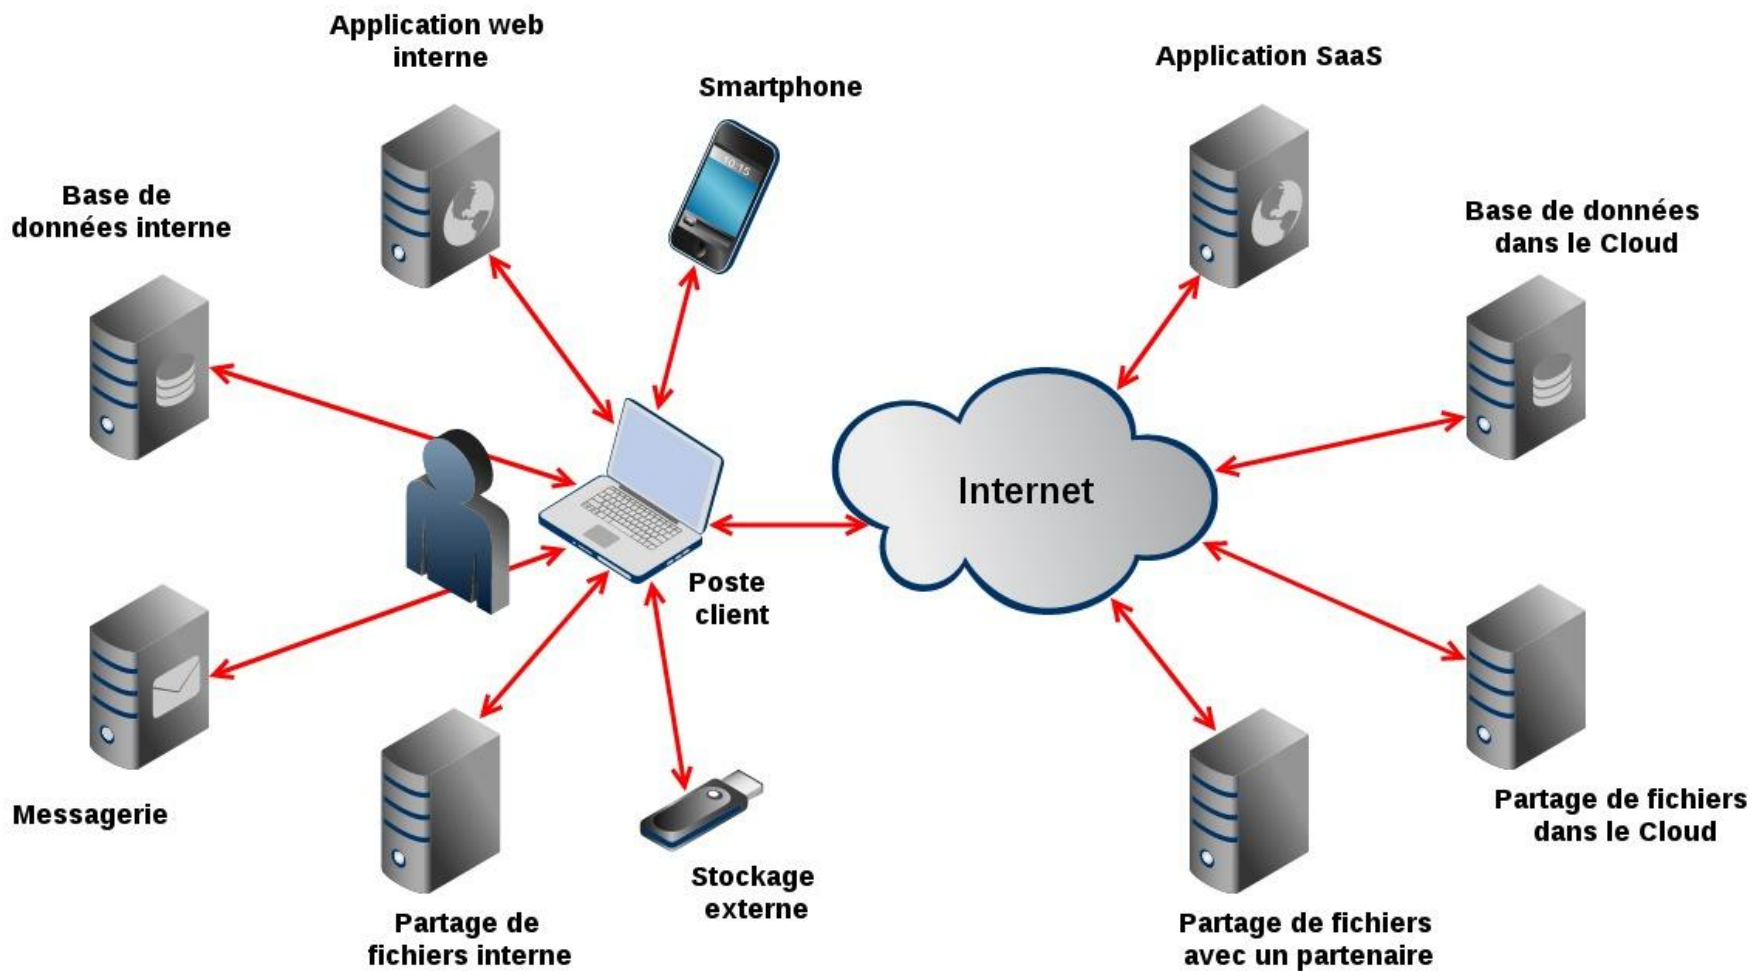 Application web
interne
Smartphone
10:15
Application SaaS
Base de
données interne
Base de données
dans le Cloud
Internet
Poste
client
Messagerie
Partage de
fichiers interne
Stockage
externe
Partage de fichiers
avec un partenaire
Partage de fichiers
dans le Cloud